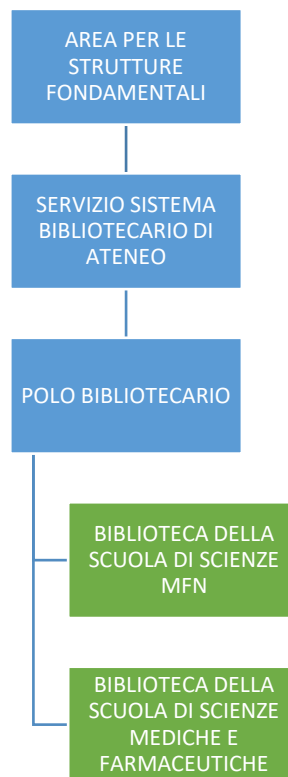 AREA PER LE
STRUTTURE
FONDAMENTALI
SERVIZIO SISTEMA
BIBLIOTECARIO DI
ATENEO
POLO BIBLIOTECARIO
BIBLIOTECA DELLA
SCUOLA DI SCIENZE
MFN
BIBLIOTECA DELLA
SCUOLA DI SCIENZE
MEDICHE E
FARMACEUTICHE